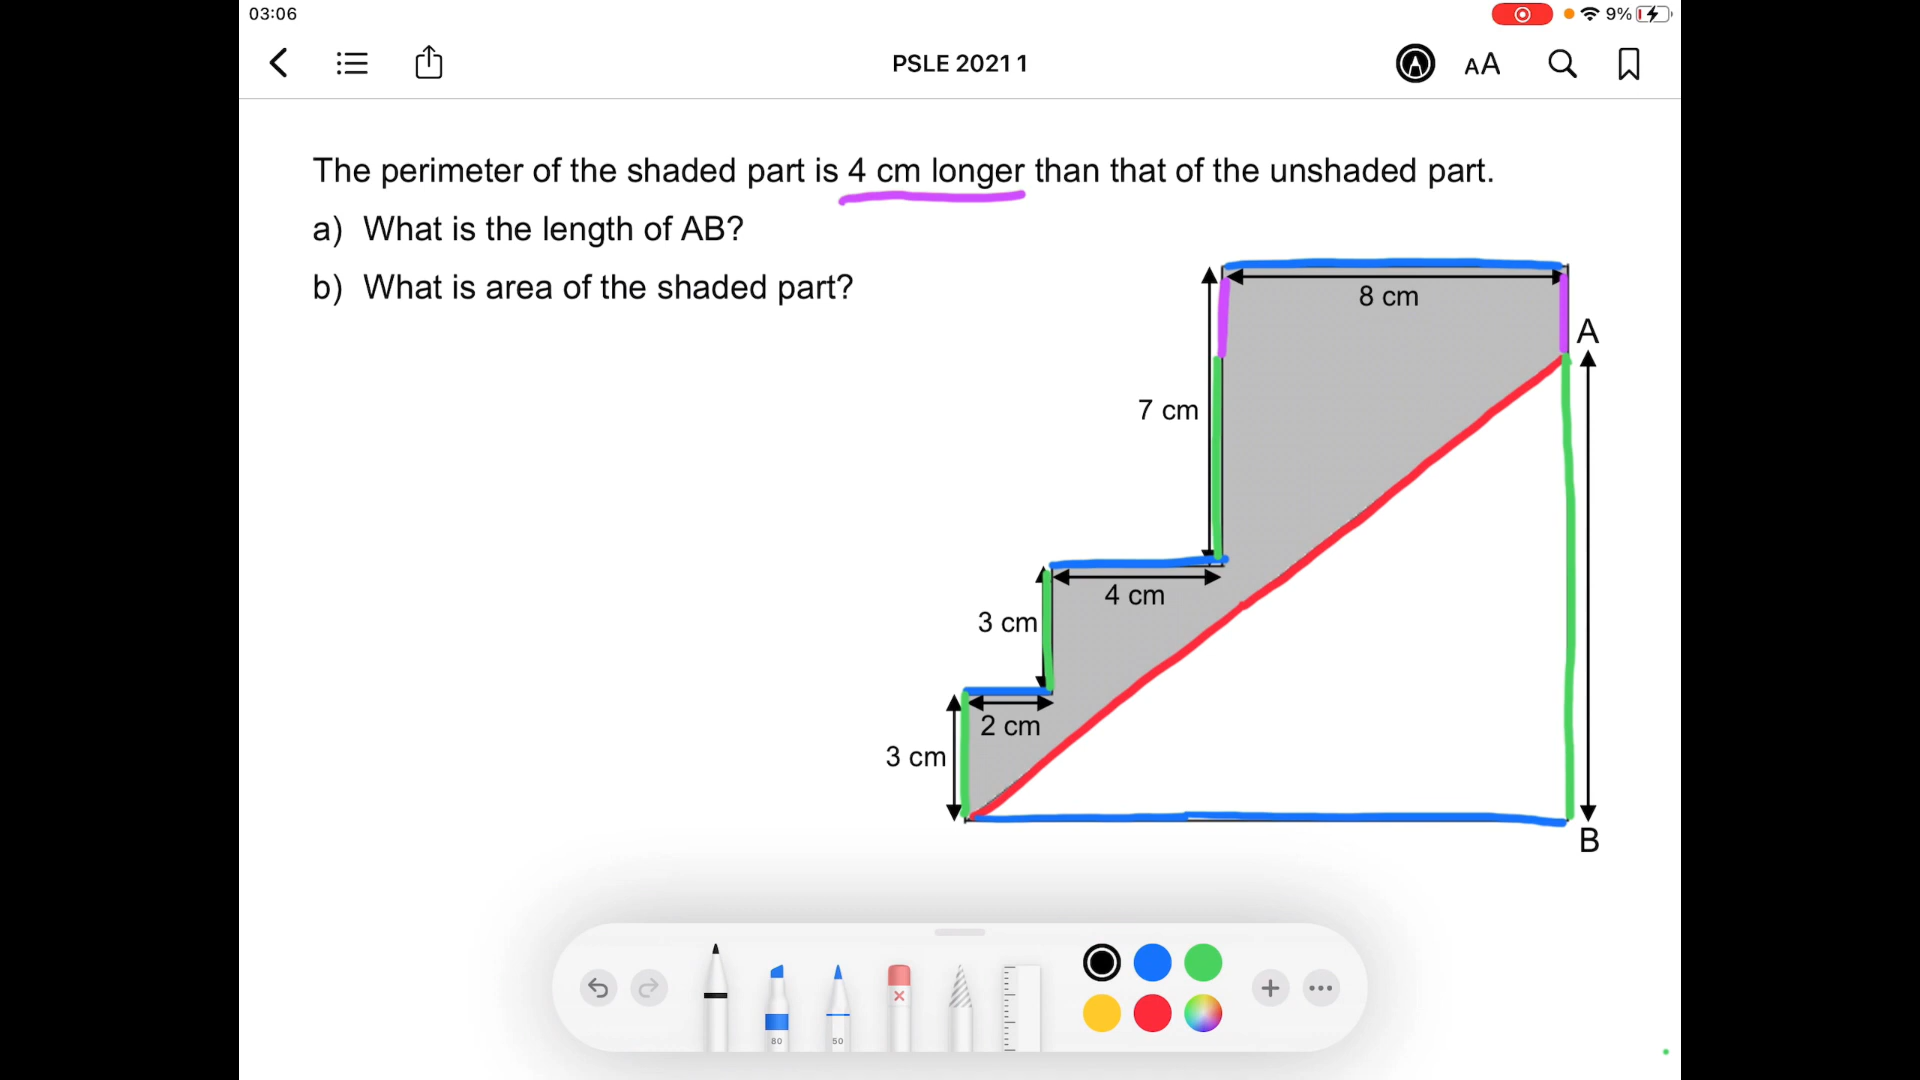 03:06
9%
PSLE 2021 1
AA
The perimeter of the shaded part is 4 cm longer than that of the unshaded part.
a) What is the length of AB?
b) What is area of the shaded part?
8 cm
A
7 cm
4 cm
3 cm
2 cm
3 cm
B
80
50